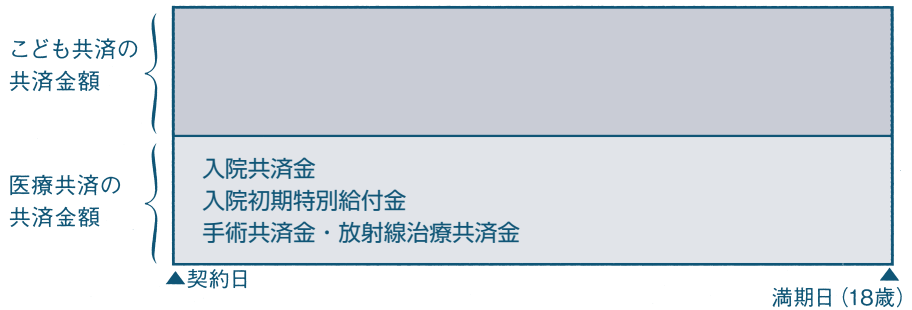 こども共済の
共済金額
医療共済の
共済金額
入院共済金
入院初期特別給付金
手術共済金・放射線治療共済金
▲契約日
▲
満期日（18歳）